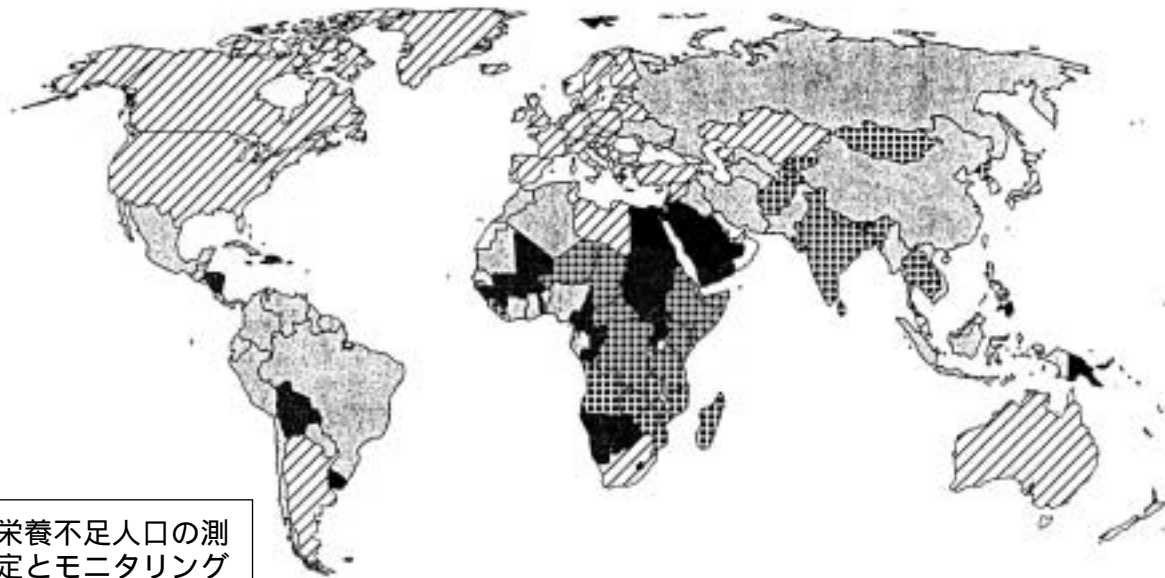 栄養不足人口の測
定とモニタリング